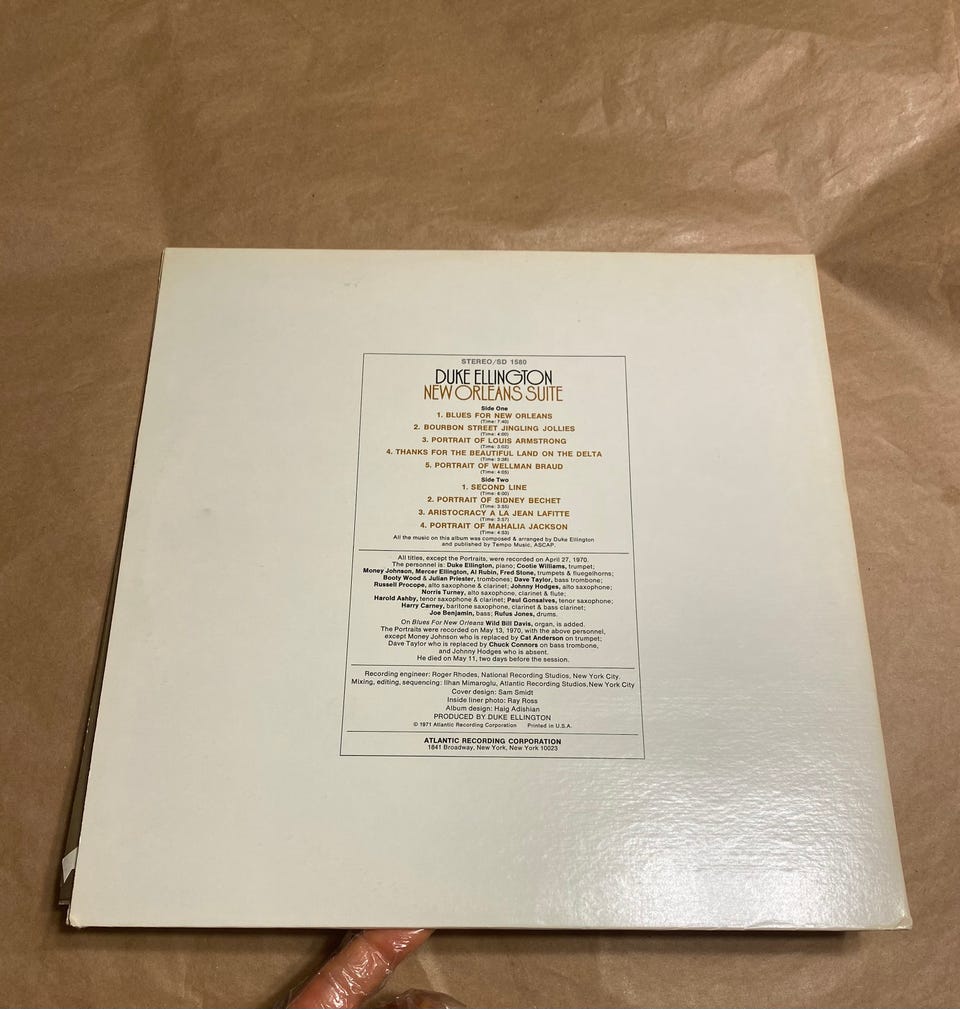 STEREO/SD 1580
DUKE ELLINGTON
NEW ORLEANS SUITE
Side One
1. BLUES FOR NEW ORLEANS
(Time: 7:40)
2. BOURBON STREET JINGLING JOLLIES
(Time: 4:00)
3. PORTRAIT OF LOUIS ARMSTRONG
(Time: 3:02)
4. THANKS FOR THE BEAUTIFUL LAND ON THE DELTA
(Time: 3:38)
5. PORTRAIT OF WELLMAN BRAUD
(Time: 4:05)
Side Two
1. SECOND LINE
(Time: 6:00)
2. PORTRAIT OF SIDNEY BECHET
(Time: 3:55)
3. ARISTOCRACY A LA JEAN LAFITTE
(Time: 3:57)
4. PORTRAIT OF MAHALIA JACKSON
(Time: 4:53)
All the music on this album was composed & arranged by Duke Ellington
and published by Tempo Music, ASCAP.
All titles, except the Portraits, were recorded on April 27, 1970.
The personnel is: Duke Ellington, piano; Cootie Williams, trumpet;
Money Johnson, Mercer Ellington, Al Rubin, Fred Stone, trumpets & fluegelhorns;
Booty Wood & Julian Priester, trombones; Dave Taylor, bass trombone;
Russell Procope, alto saxophone & clarinet; Johnny Hodges, alto saxophone;
Norris Turney, alto saxophone, clarinet & flute;
Harold Ashby, tenor saxophone & clarinet; Paul Gonsalves, tenor saxophone;
Harry Carney, baritone saxophone, clarinet & bass clarinet;
Joe Benjamin, bass; Rufus Jones, drums.
On Blues For New Orleans Wild Bill Davis, organ, is added.
The Portraits were recorded on May 13, 1970, with the above personnel,
except Money Johnson who is replaced by Cat Anderson on trumpet;
Dave Taylor who is replaced by Chuck Connors on bass trombone,
and Johnny Hodges who is absent.
He died on May 11, two days before the session.
Recording engineer: Roger Rhodes, National Recording Studios, New York City.
Mixing, editing, sequencing: Ilhan Mimaroglu, Atlantic Recording Studios, New York City
Cover design: Sam Smidt
Inside liner photo: Ray Ross
Album design: Haig Adishian
PRODUCED BY DUKE ELLINGTON
© 1971 Atlantic Recording Corporation Printed in U.S.A.
ATLANTIC RECORDING CORPORATION
1841 Broadway, New York, New York 10023